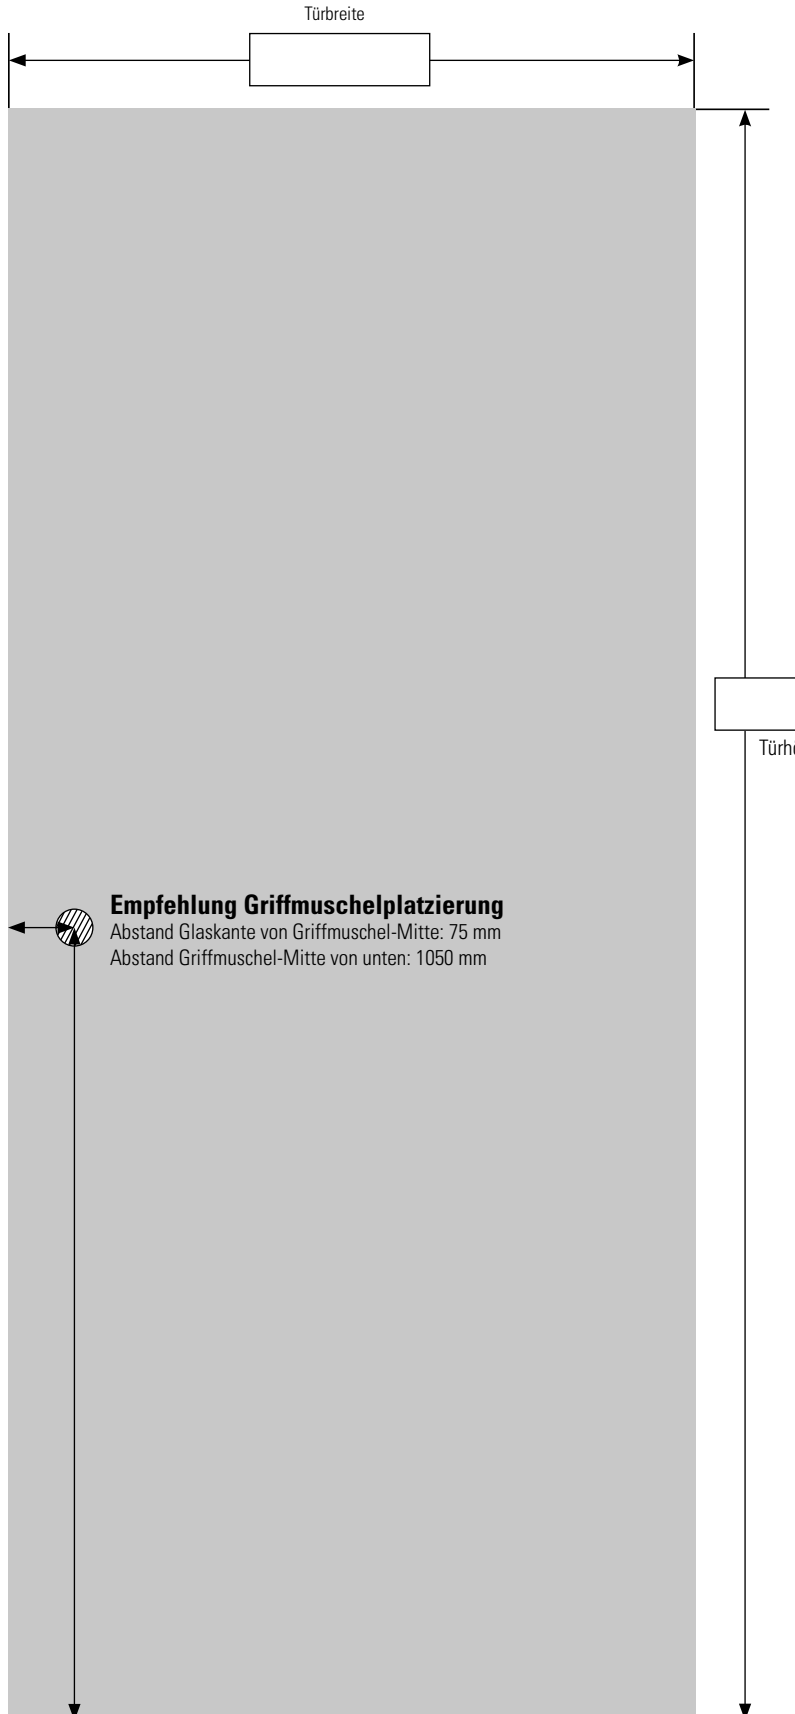 Türbreite
Empfehlung Griffmuschelplatzierung
Abstand Glaskante von Griffmuschel-Mitte: 75 mm
Abstand Griffmuschel-Mitte von unten: 1050 mm